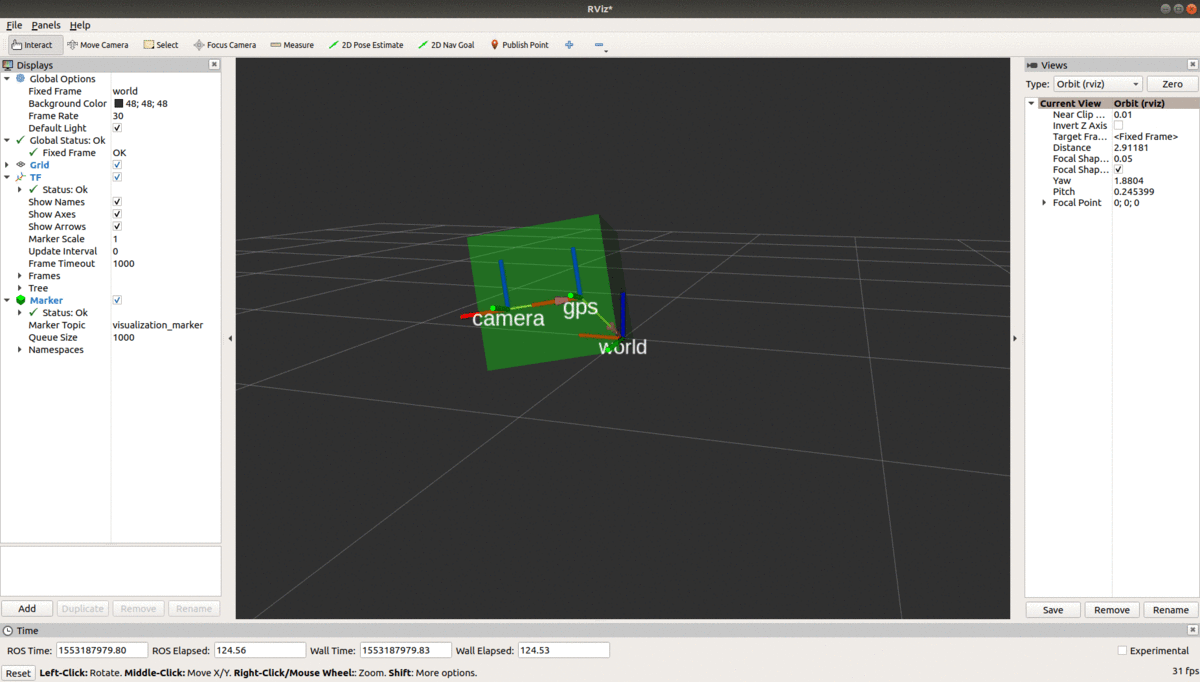 RViz*
File Panels Help
Interact Move Camera Select Focus Camera Measure 2D Pose Estimate 2D Nav Goal Publish Point
Displays
Global Options
Fixed Frame world
Background Color 48; 48; 48
Frame Rate 30
Default Light
Global Status: Ok
Fixed Frame OK
Grid
TF
Status: Ok
Show Names
Show Axes
Show Arrows
Marker Scale 1
Update Interval 0
Frame Timeout 1000
Frames
Tree
Marker
Status: Ok
Marker Topic visualization_marker
Queue Size 1000
Namespaces
Add Duplicate Remove Rename
camera
gps
world
Views
Type: Orbit (rviz) Zero
Current View Orbit (rviz)
Near Clip ... 0.01
Invert Z Axis
Target Fra... <Fixed Frame>
Distance 2.91181
Focal Shap... 0.05
Focal Shap...
Yaw 1.8804
Pitch 0.245399
Focal Point 0; 0; 0
Save Remove Rename
Time
ROS Time: 1553187979.80 ROS Elapsed: 124.56 Wall Time: 1553187979.83 Wall Elapsed: 124.53 Experimental
Reset Left-Click: Rotate. Middle-Click: Move X/Y. Right-Click/Mouse Wheel:: Zoom. Shift: More options. 31 fps